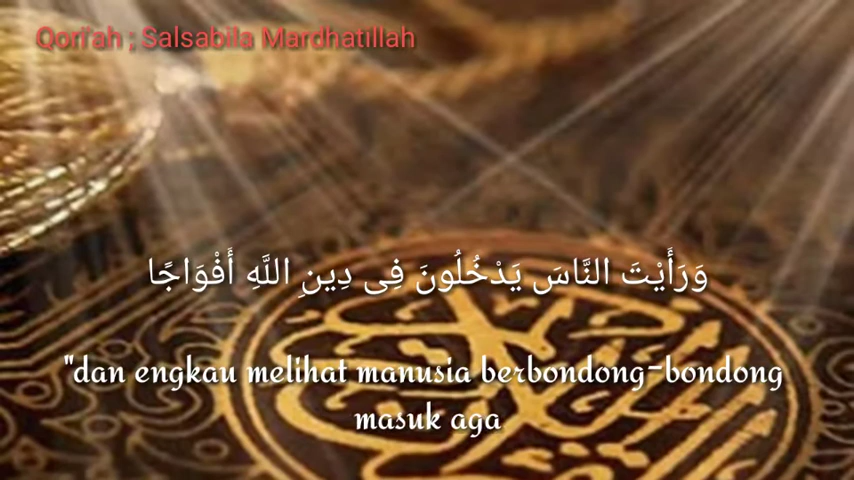 Qori'ah ; Salsabila Mardhatillah
وَرَأَيْتَ النَّاسَ يَدْخُلُونَ فِى دِينِ اللَّهِ أَفْوَاجًا
"dan engkau melihat manusia berbondong-bondong
masuk aga